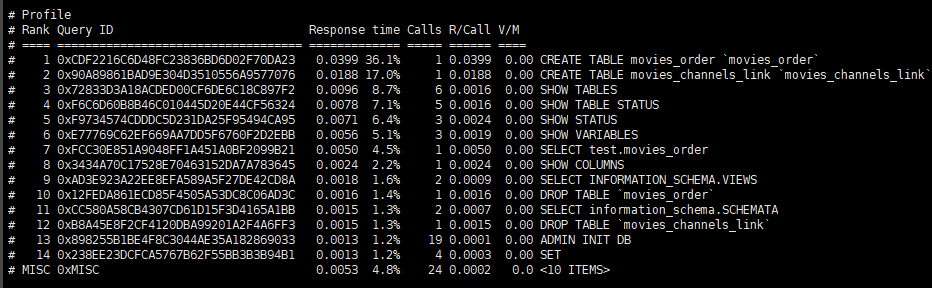 # Profile
# Rank Query ID                           Response time Calls R/Call V/M
# ==== ================================== ============= ===== ====== ====
#    1 0xCDF2216C6D48FC23836BD6D02F70DA23  0.0399 36.1%     1 0.0399  0.00 CREATE TABLE movies_order `movies_order`
#    2 0x90A89861BAD9E304D3510556A9577076  0.0188 17.0%     1 0.0188  0.00 CREATE TABLE movies_channels_link `movies_channels_link`
#    3 0x72833D3A18ACDED00CF6DE6C18C897F2  0.0096  8.7%     6 0.0016  0.00 SHOW TABLES
#    4 0xF6C6D60B8B46C010445D20E44CF56324  0.0078  7.1%     5 0.0016  0.00 SHOW TABLE STATUS
#    5 0xF9734574CDDDC5D231DA25F95494CA95  0.0071  6.4%     3 0.0024  0.00 SHOW STATUS
#    6 0xE77769C62EF669AA7DD5F6760F2D2EBB  0.0056  5.1%     3 0.0019  0.00 SHOW VARIABLES
#    7 0xFCC30E851A9048FF1A451A0BF2099B21  0.0050  4.5%     1 0.0050  0.00 SELECT test.movies_order
#    8 0x3434A70C17528E70463152DA7A783645  0.0024  2.2%     1 0.0024  0.00 SHOW COLUMNS
#    9 0xAD3E923A22EE8EFA589A5F27DE42CD8A  0.0018  1.6%     2 0.0009  0.00 SELECT INFORMATION_SCHEMA.VIEWS
#   10 0x12FEDA861ECD85F4505A53DC8C06AD3C  0.0016  1.4%     1 0.0016  0.00 DROP TABLE `movies_order`
#   11 0xCC580A58CB4307CD61D15F3D4165A1BB  0.0015  1.3%     2 0.0007  0.00 SELECT information_schema.SCHEMATA
#   12 0xB8A45E8F2CF4120DBA99201A2F4A6FF3  0.0015  1.3%     1 0.0015  0.00 DROP TABLE `movies_channels_link`
#   13 0x898255B1BE4F8C3044AE35A182869033  0.0013  1.2%    19 0.0001  0.00 ADMIN INIT DB
#   14 0x238EE23DCFCA5767B62F55BB3B3B94B1  0.0013  1.2%     4 0.0003  0.00 SET
# MISC 0xMISC                              0.0053  4.8%    24 0.0002   0.0 <10 ITEMS>